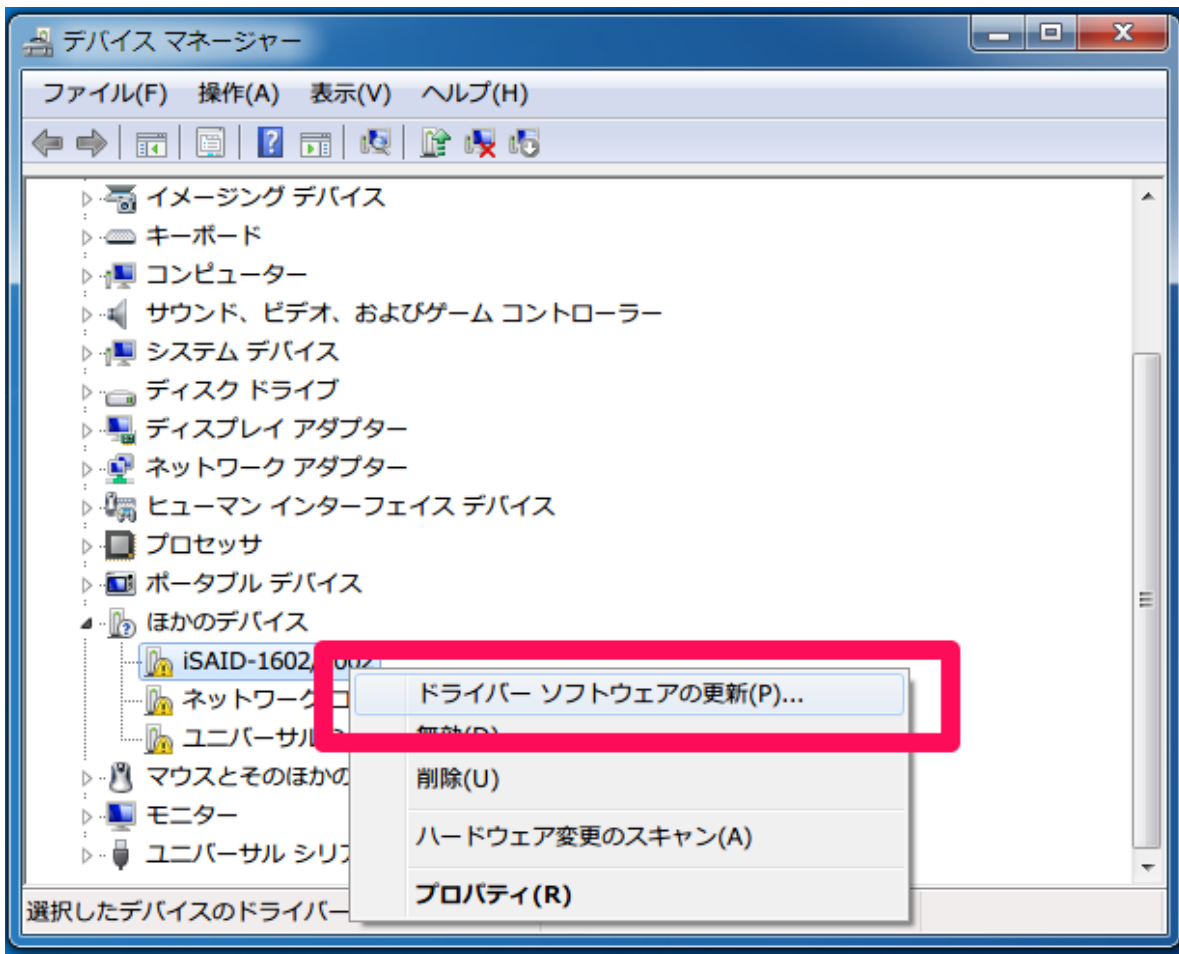 デバイス マネージャー
ファイル(F) 操作(A) 表示(V) ヘルプ(H)
イメージング デバイス
キーボード
コンピューター
サウンド、ビデオ、およびゲーム コントローラー
システム デバイス
ディスク ドライブ
ディスプレイ アダプター
ネットワーク アダプター
ヒューマン インターフェイス デバイス
プロセッサ
ポータブル デバイス
ほかのデバイス
iSAID-1602
ドライバー ソフトウェアの更新(P)...
ネットワーク
ユニバーサル
マウスとそのほかの
削除(U)
モニター
ハードウェア変更のスキャン(A)
ユニバーサル シリア
プロパティ(R)
選択したデバイスのドライバー